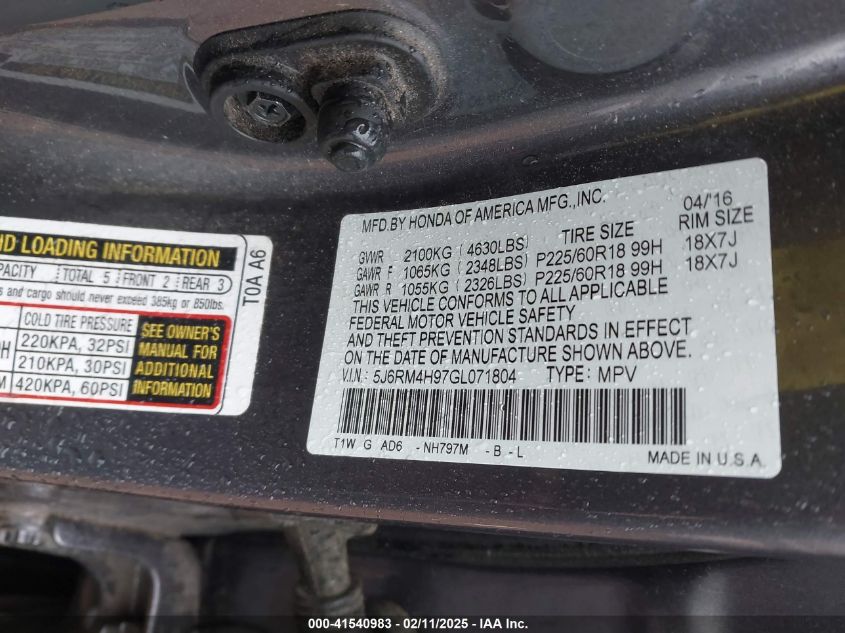 HD LOADING INFORMATION
APACITY TOTAL 5 FRONT 2 REAR 3
s and cargo should never exceed 385kg or 850lbs.
COLD TIRE PRESSURE
220KPA, 32PSI
210KPA, 30PSI
420KPA, 60PSI
SEE OWNER'S
MANUAL FOR
ADDITIONAL
INFORMATION
T0A A6
MFD.BY HONDA OF AMERICA MFG.,INC. 04/'16
TIRE SIZE RIM SIZE
GVWR 2100KG ( 4630LBS)
GAWR F 1065KG ( 2348LBS) P225/60R18 99H 18X7J
GAWR R 1055KG ( 2326LBS) P225/60R18 99H 18X7J
THIS VEHICLE CONFORMS TO ALL APPLICABLE
FEDERAL MOTOR VEHICLE SAFETY
AND THEFT PREVENTION STANDARDS IN EFFECT
ON THE DATE OF MANUFACTURE SHOWN ABOVE.
V.I.N.: 5J6RM4H97GL071804 TYPE: MPV
T1W G AD6 - NH797M - B - L
MADE IN U.S.A.
000-41540983 - 02/11/2025 - IAA Inc.